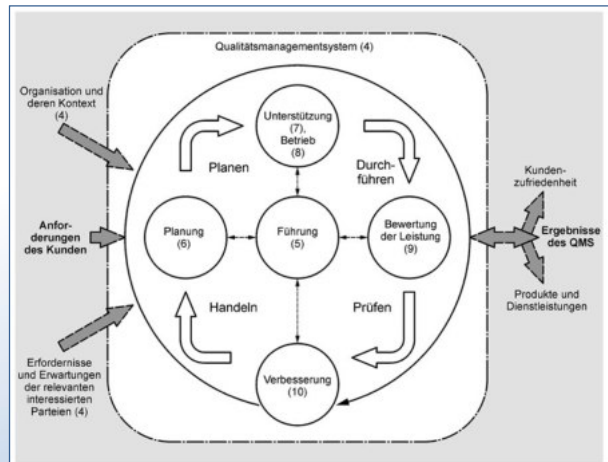 Qualitätsmanagementsystem (4)
Organisation und
deren Kontext
(4)
Unterstützung
(7),
Betrieb
(8)
Planen
Durch-
führen
Kunden-
zufriedenheit
Anfor-
derungen
des Kunden
Planung
(6)
Führung
(5)
Bewertung
der Leistung
(9)
Ergebnisse
des QMS
Handeln
Prüfen
Produkte und
Dienstleistungen
Erfordernisse
und Erwartungen
der relevanten
interessierten
Parteien (4)
Verbesserung
(10)